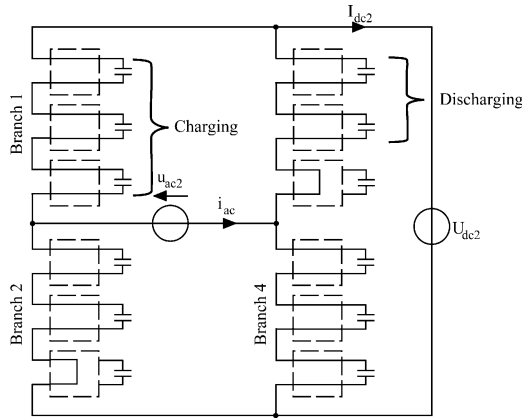 I_dc2
Branch 1
Charging
Discharging
u_ac2
i_ac
U_dc2
Branch 2
Branch 4